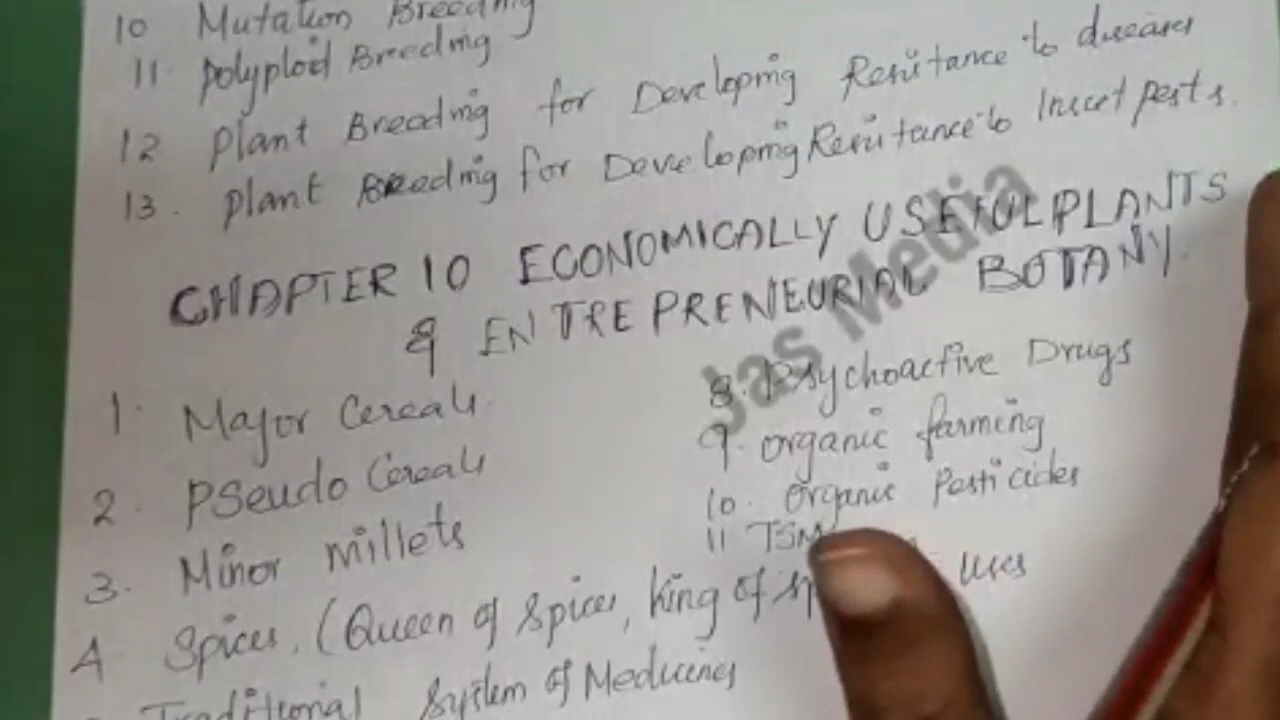 10 Mutation Breeding
11. polyploid Breeding
12 plant Breeding for Developing Resistance to diseases
13. plant Breeding for Developing Resistance to Insect pests.
CHAPTER 10 ECONOMICALLY USEFUL PLANTS
& ENTREPRENEURIAL BOTANY.
1. Major Cereals.
2. PSeudo Cereals
3. Minor millets
4 Spices, (Queen of Spices, King of sp
Traditional System of Medicines
8. Psychoactive Drugs
9. organic farming
10. organic Pesticides
11 TSM
uses
Jas Media